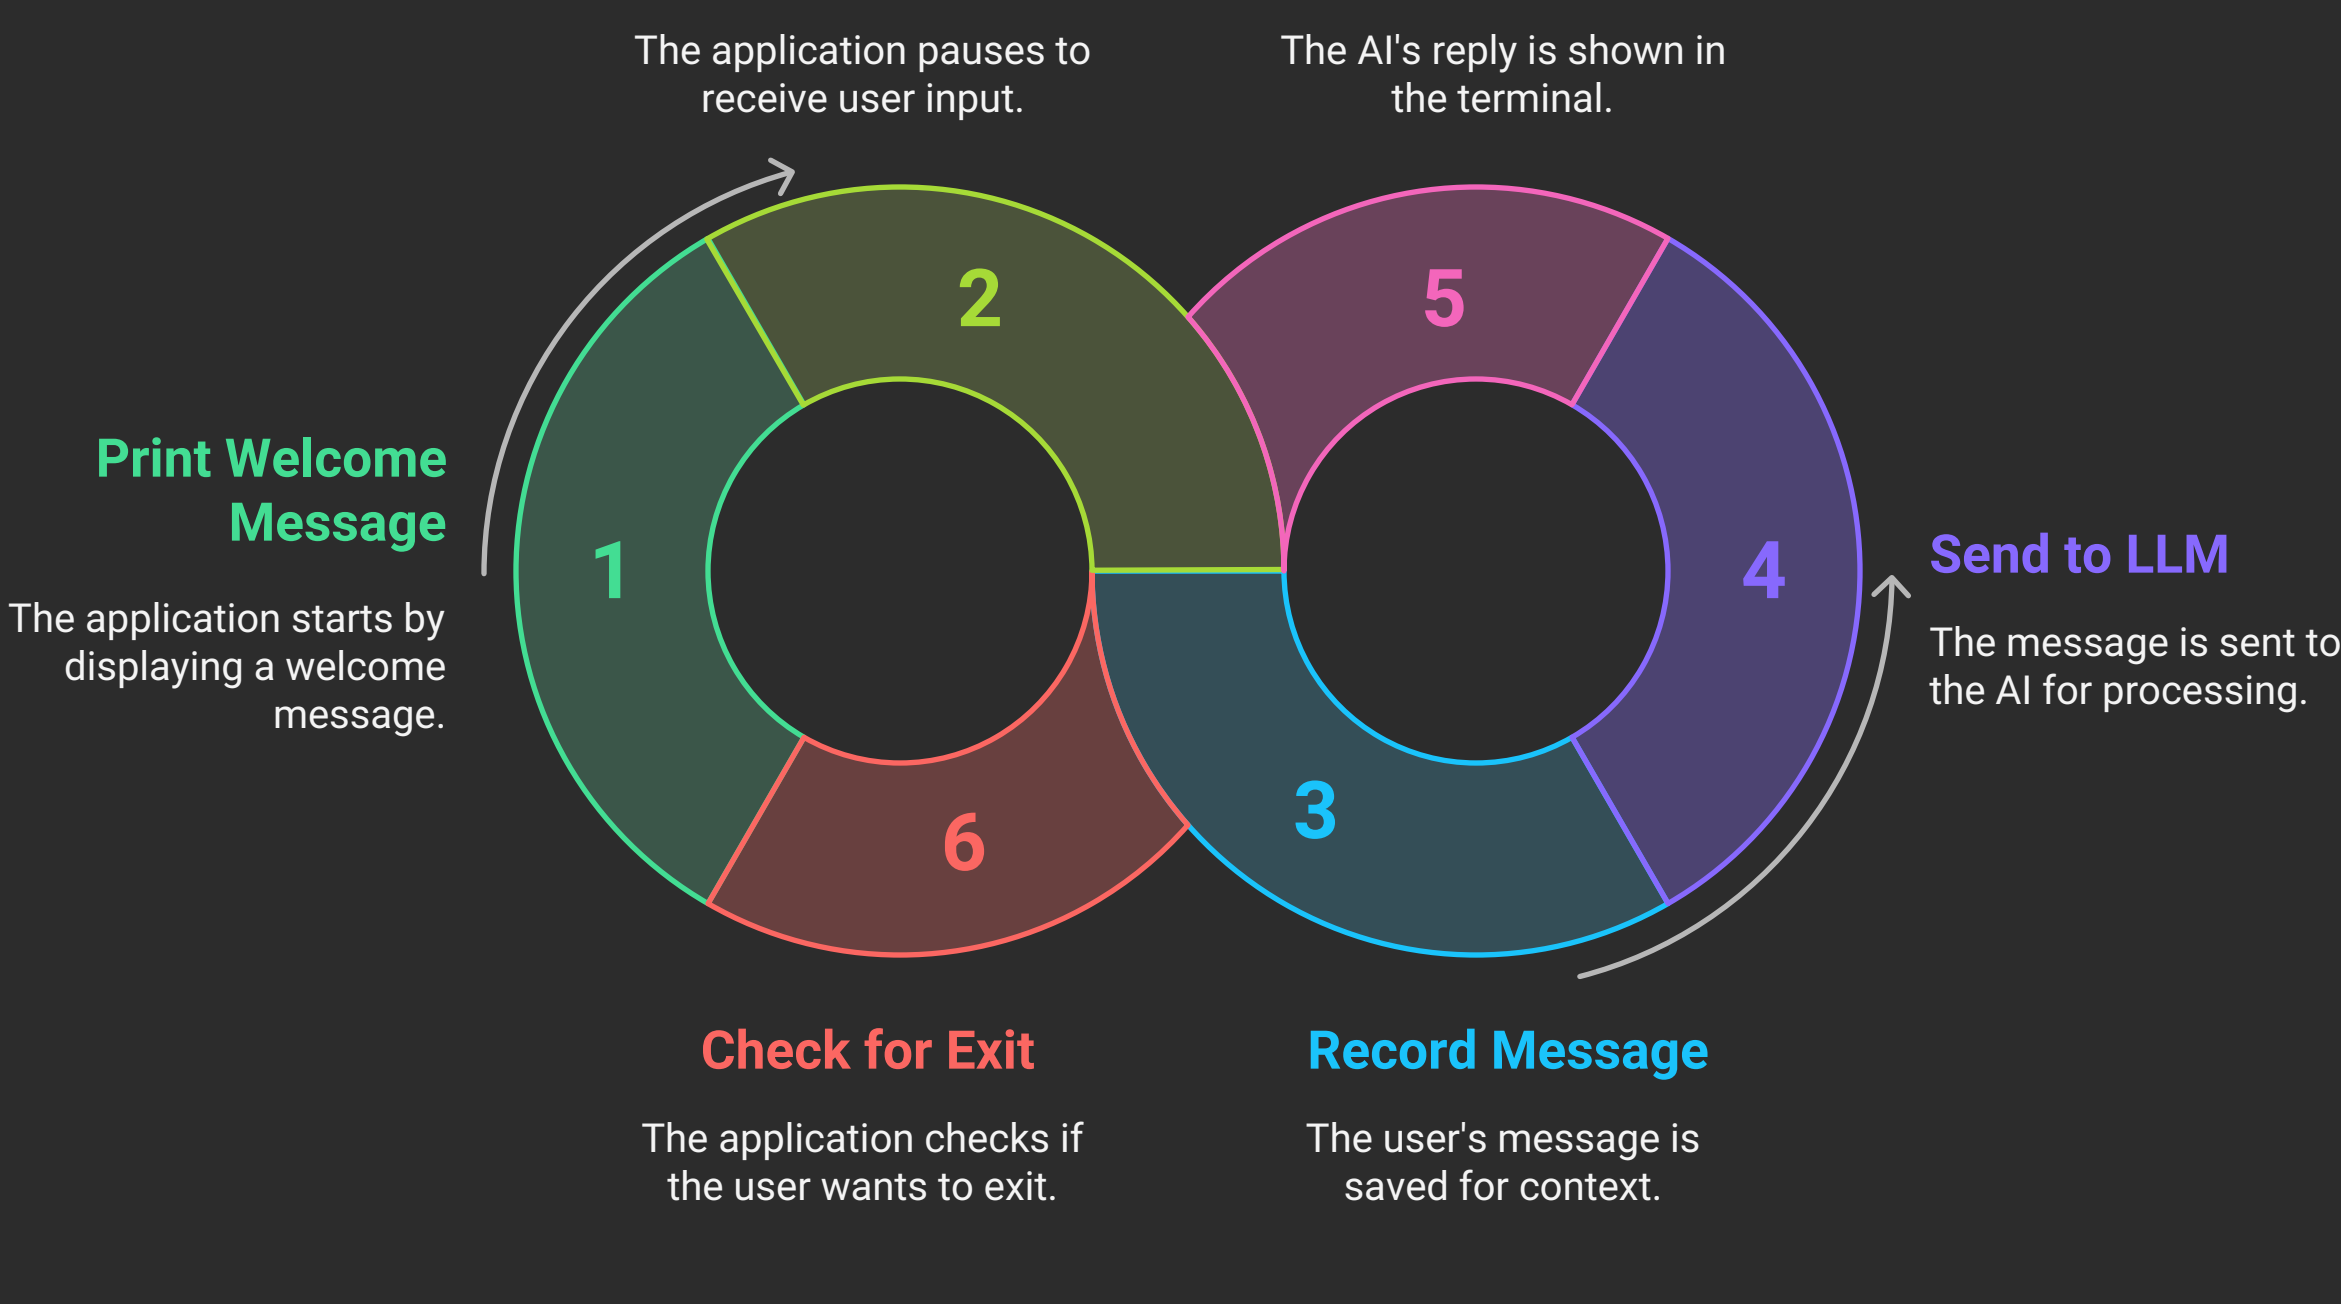 The application pauses to
receive user input.
The AI's reply is shown in
the terminal.
2
5
Print Welcome
Message
The application starts by
displaying a welcome
message.
1
4
Send to LLM
The message is sent to
the AI for processing.
3
6
Check for Exit
The application checks if
the user wants to exit.
Record Message
The user's message is
saved for context.